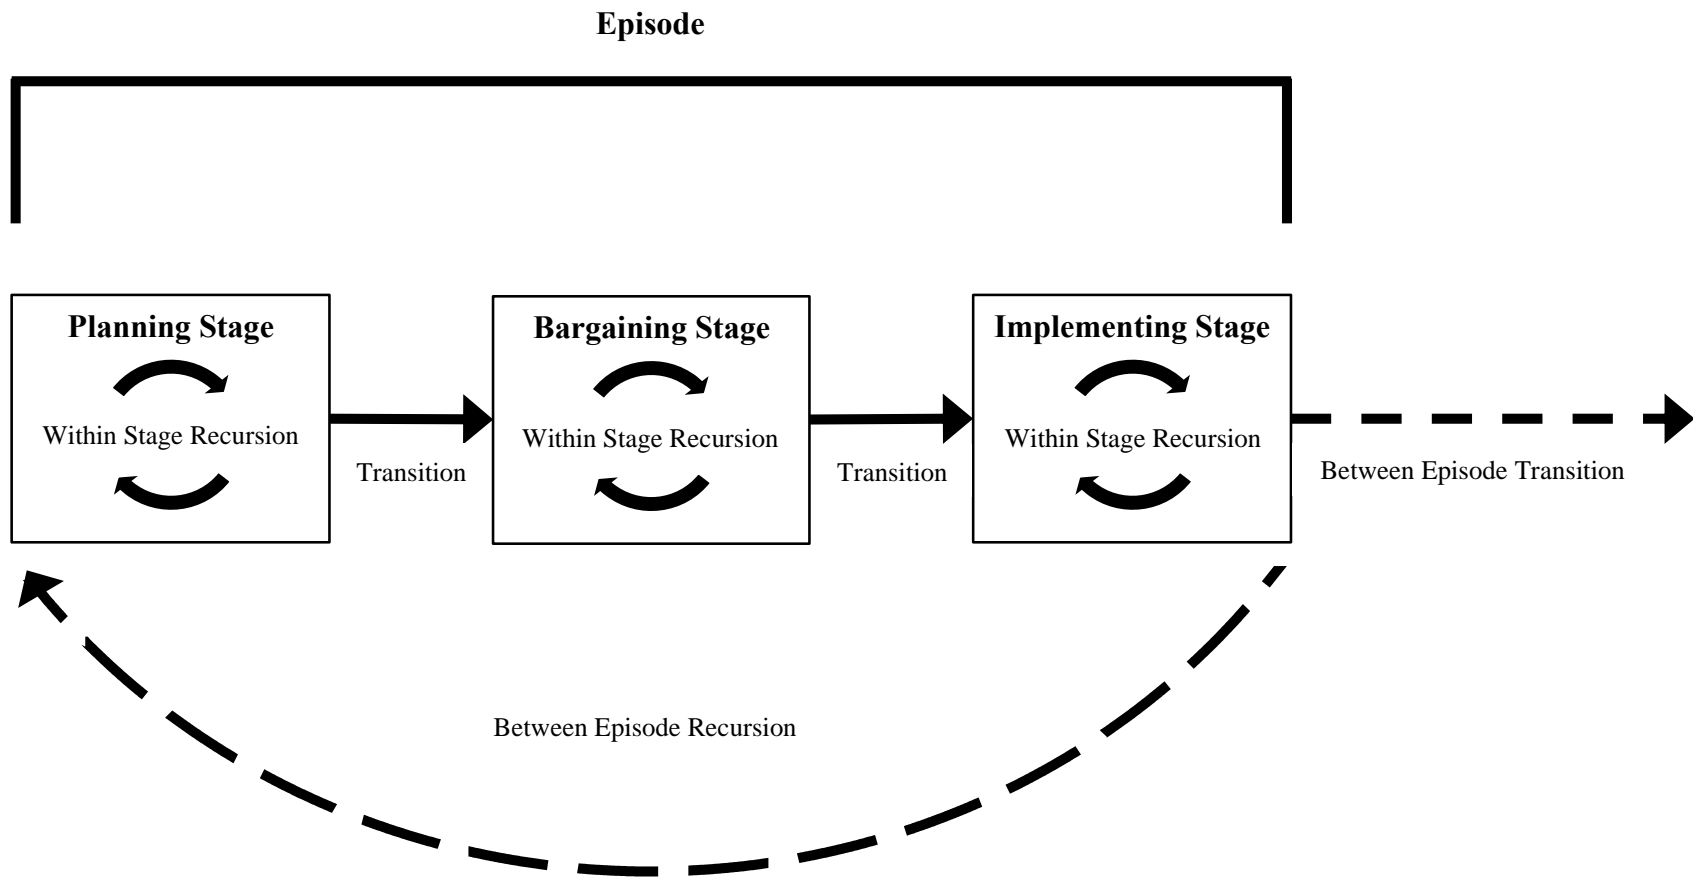 Episode
Planning Stage
Within Stage Recursion
Transition
Bargaining Stage
Within Stage Recursion
Transition
Implementing Stage
Within Stage Recursion
Between Episode Transition
Between Episode Recursion